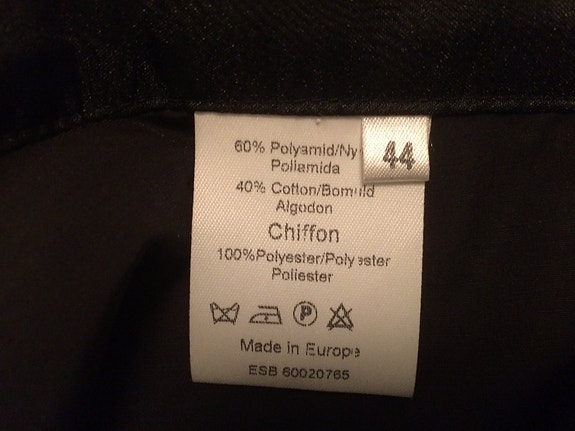 60% Polyamid/Ny
44
Poliamida
40% Cotton/Bomuld
Algodon
Chiffon
100%Polyester/Polyester
Poliester
P
Made in Europe
ESB 60020765